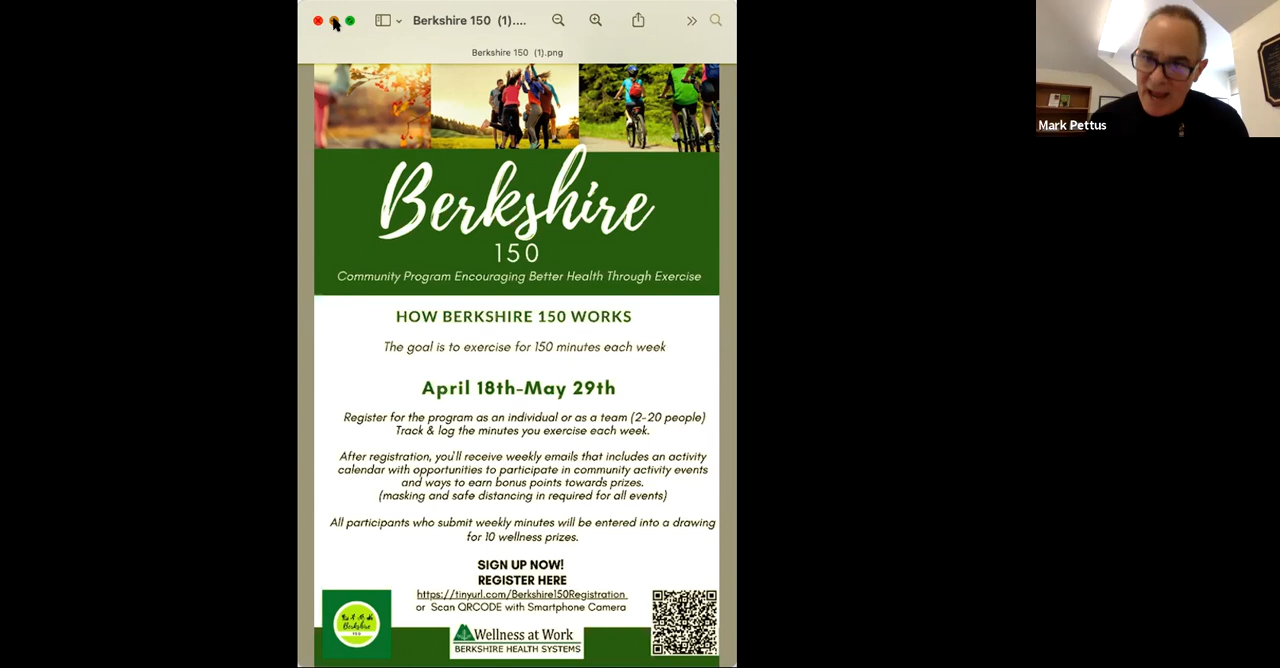 Berkshire 150 (1)....
Berkshire 150 (1).png
Mark Pettus
Berkshire
150
Community Program Encouraging Better Health Through Exercise
HOW BERKSHIRE 150 WORKS
The goal is to exercise for 150 minutes each week
April 18th-May 29th
Register for the program as an individual or as a team (2-20 people)
Track & log the minutes you exercise each week.
After registration, you'll receive weekly emails that includes an activity
calendar with opportunities to participate in community activity events
and ways to earn bonus points towards prizes.
(masking and safe distancing in required for all events)
All participants who submit weekly minutes will be entered into a drawing
for 10 wellness prizes.
SIGN UP NOW!
REGISTER HERE
https://tinyurl.com/Berkshire150Registration
or Scan QRCODE with Smartphone Camera
Berkshire
150
Wellness at Work
BERKSHIRE HEALTH SYSTEMS